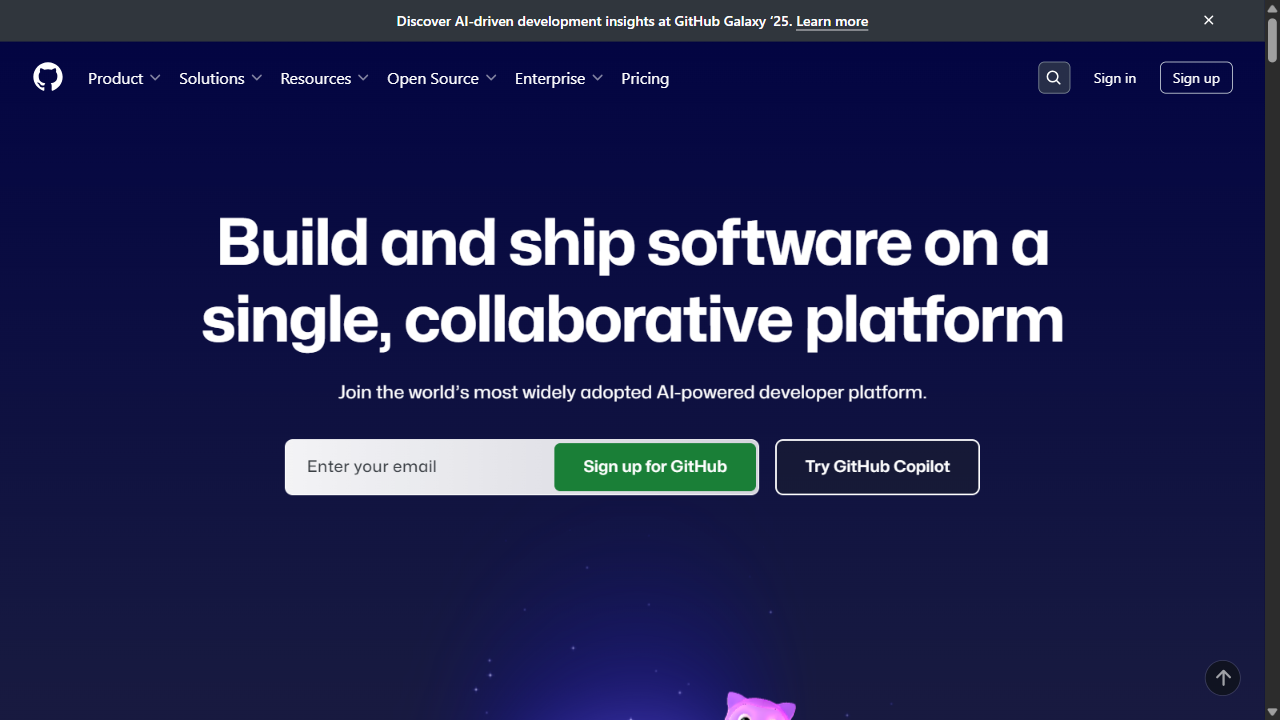 Discover AI-driven development insights at GitHub Galaxy ‘25. Learn more
Product Solutions Resources Open Source Enterprise Pricing Sign in Sign up
Build and ship software on a
single, collaborative platform
Join the world’s most widely adopted AI-powered developer platform.
Enter your email Sign up for GitHub Try GitHub Copilot